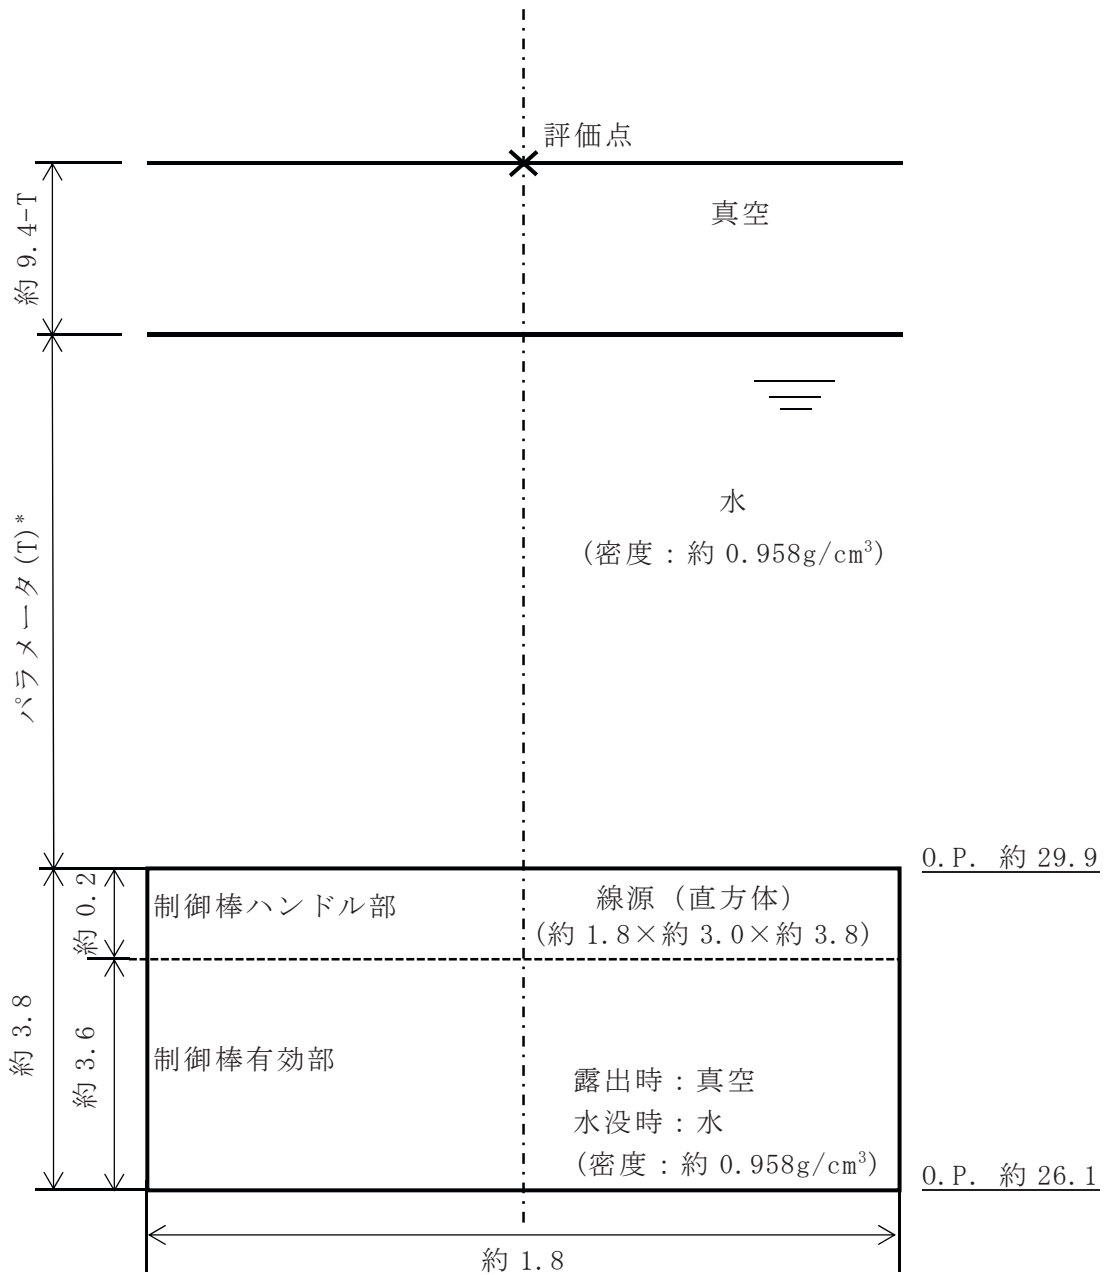 評価点
真空
約 9.4-T
水
(密度：約 0.958g/cm³)
パラメータ(T)*
O.P. 約 29.9
約 0.2
制御棒ハンドル部
線源（直方体）
(約 1.8×約 3.0×約 3.8)
約 3.8
約 3.6
制御棒有効部
露出時：真空
水没時：水
(密度：約 0.958g/cm³)
O.P. 約 26.1
約 1.8